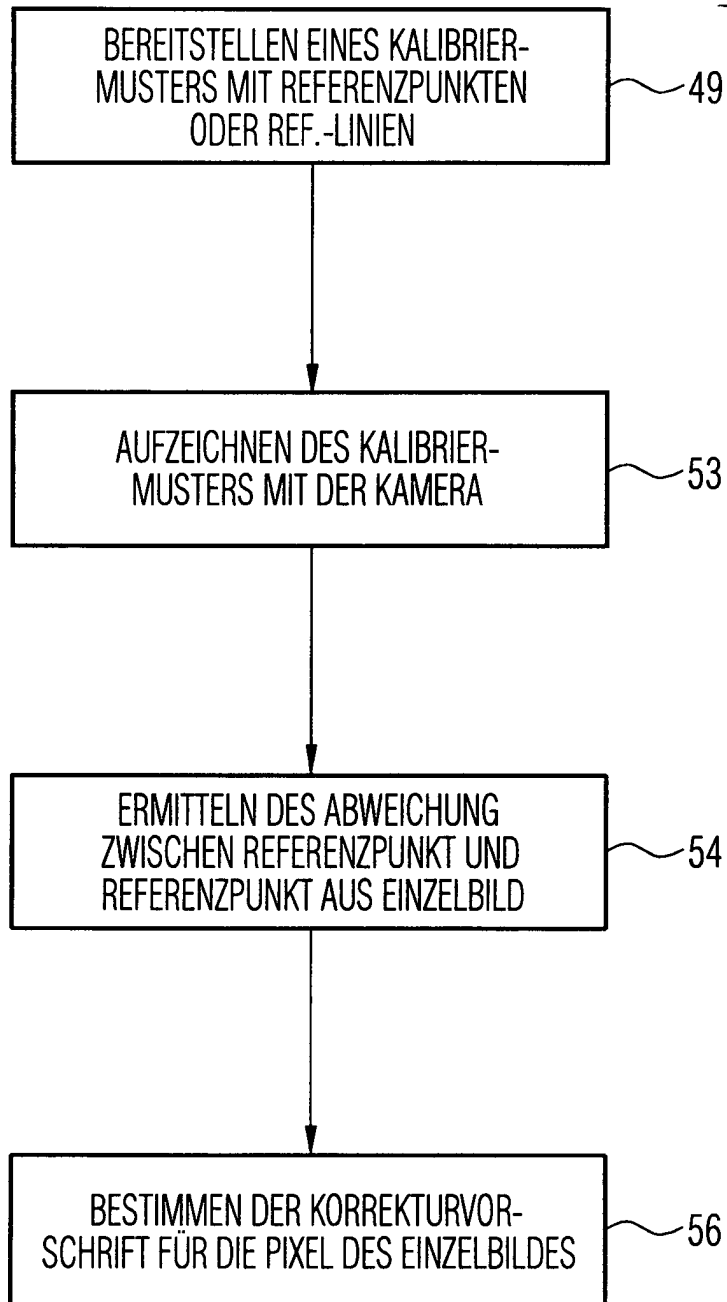 BEREITSTELLEN EINES KALIBRIER-
MUSTERS MIT REFERENZPUNKTEN
ODER REF.-LINIEN
49
AUFZEICHNEN DES KALIBRIER-
MUSTERS MIT DER KAMERA
53
ERMITTELN DES ABWEICHUNG
ZWISCHEN REFERENZPUNKT UND
REFERENZPUNKT AUS EINZELBILD
54
BESTIMMEN DER KORREKTURVOR-
SCHRIFT FÜR DIE PIXEL DES EINZELBILDES
56